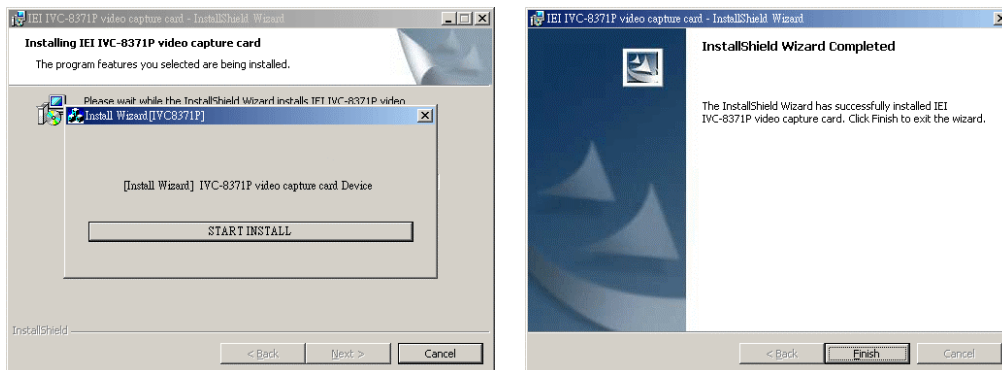 IEI IVC-8371P video capture card - InstallShield Wizard
Installing IEI IVC-8371P video capture card
The program features you selected are being installed.
Please wait while the InstallShield Wizard installs IEI IVC-8371P video
Install Wizard[IVC8371P]
[Install Wizard] IVC-8371P video capture card Device
START INSTALL
InstallShield
< Back
Next >
Cancel
IEI IVC-8371P video capture card - InstallShield Wizard
InstallShield Wizard Completed
The InstallShield Wizard has successfully installed IEI
IVC-8371P video capture card. Click Finish to exit the wizard.
< Back
Finish
Cancel